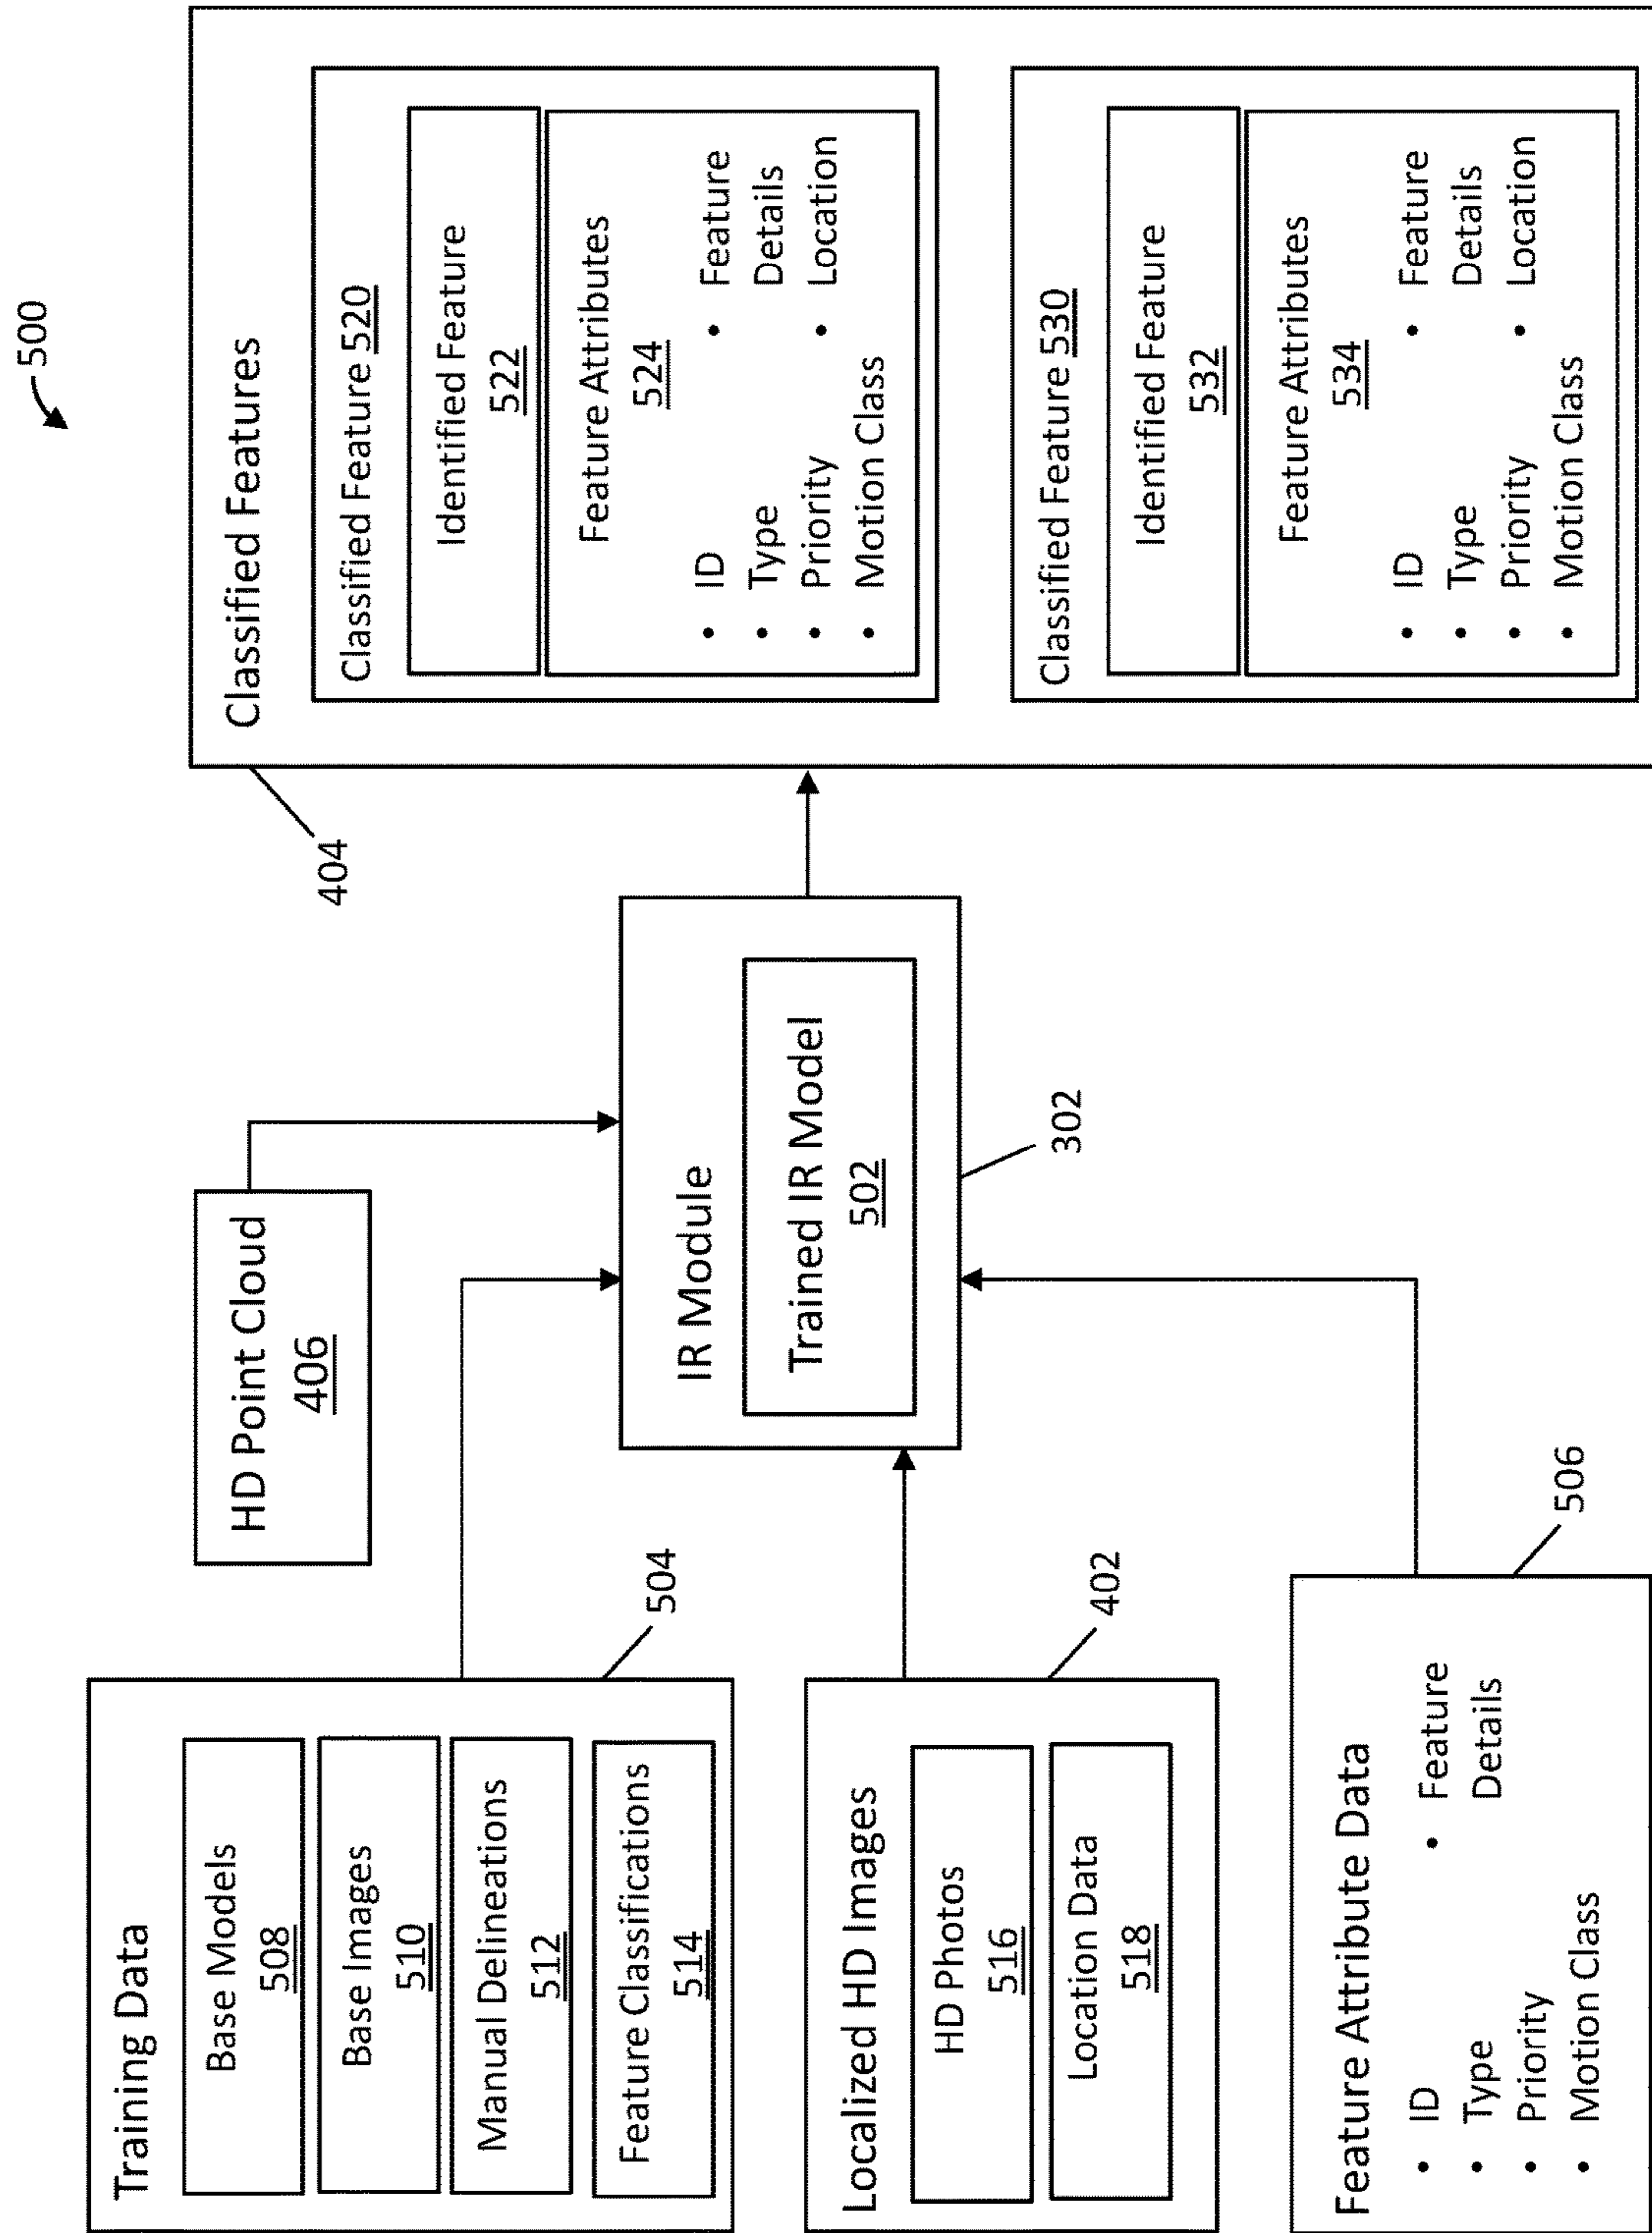 500
Training Data
Base Models
508
Base Images
510
Manual Delineations
512
Feature Classifications
514
504
Localized HD Images
HD Photos
516
Location Data
518
402
Feature Attribute Data
• ID
• Type
• Priority
• Motion Class
• Feature
Details
506
HD Point Cloud
406
IR Module
Trained IR Model
502
302
404
Classified Features
Classified Feature 520
Identified Feature
522
Feature Attributes
524
• ID
• Type
• Priority
• Motion Class
• Feature
Details
• Location
Classified Feature 530
Identified Feature
532
Feature Attributes
534
• ID
• Type
• Priority
• Motion Class
• Feature
Details
• Location